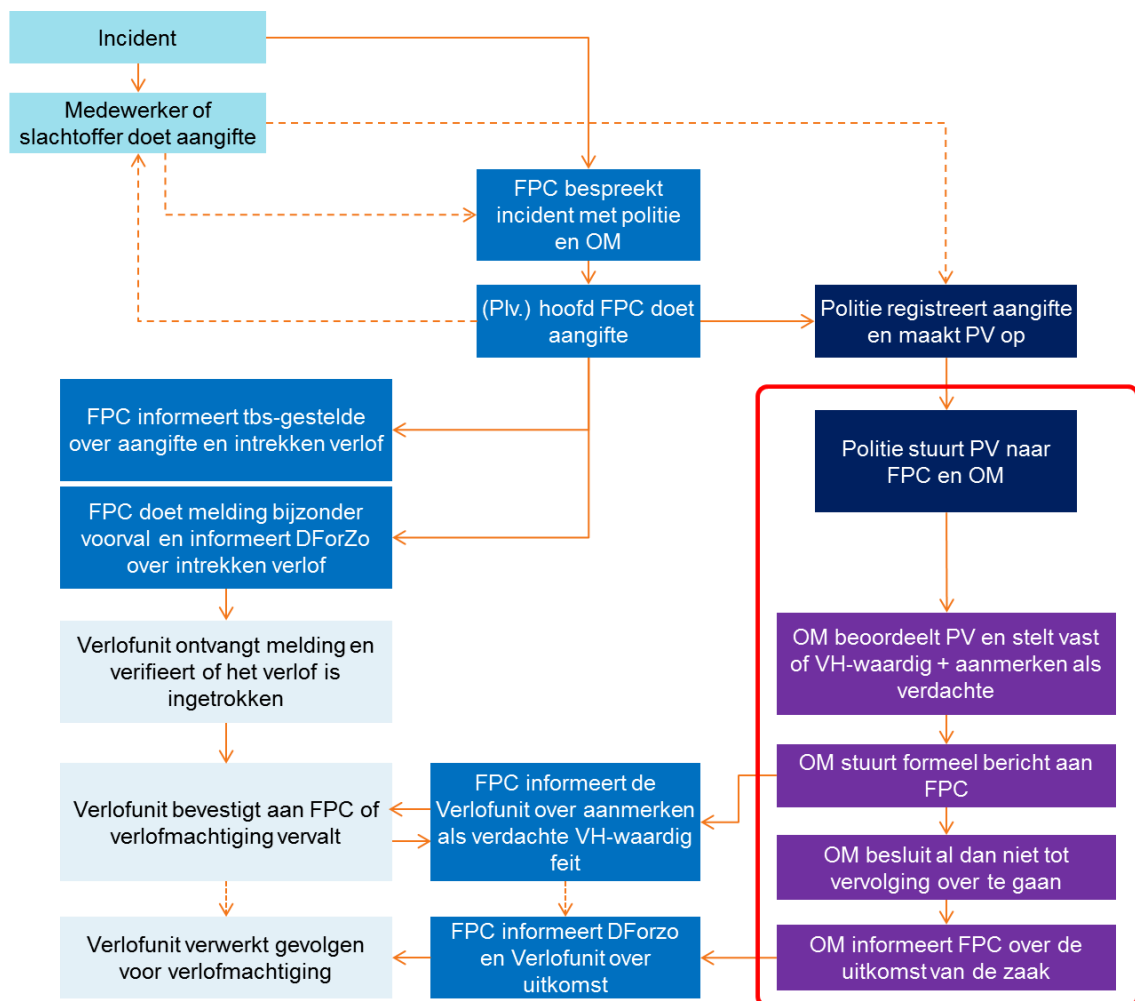 Incident
Medewerker of
slachtoffer doet aangifte
FPC bespreekt
incident met politie
en OM
(Plv.) hoofd FPC doet
aangifte
Politie registreert aangifte
en maakt PV op
FPC informeert tbs-gestelde
over aangifte en intrekken verlof
Politie stuurt PV naar
FPC en OM
FPC doet melding bijzonder
voorval en informeert DForZo
over intrekken verlof
Verlofunit ontvangt melding en
verifieert of het verlof is
ingetrokken
OM beoordeelt PV en stelt vast
of VH-waardig + aanmerken als
verdachte
OM stuurt formeel bericht aan
FPC
Verlofunit bevestigt aan FPC of
verlofmachtiging vervalt
FPC informeert de
Verlofunit over aanmerken
als verdachte VH-waardig
feit
OM besluit al dan niet tot
vervolging over te gaan
Verlofunit verwerkt gevolgen
voor verlofmachtiging
FPC informeert DForzo
en Verlofunit over
uitkomst
OM informeert FPC over de
uitkomst van de zaak